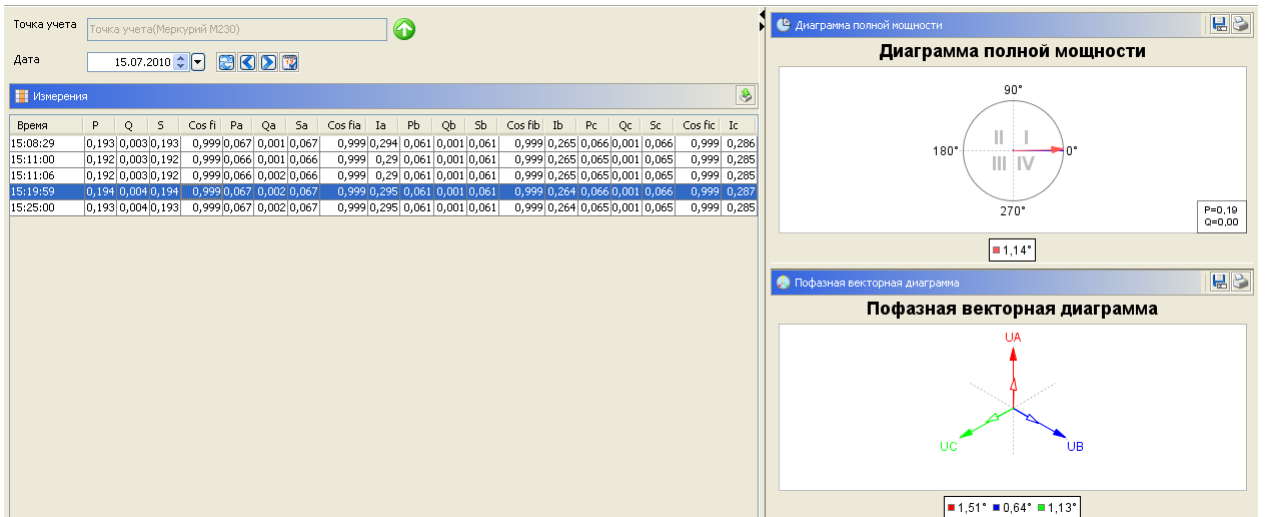 Точка учета Точка учета(Меркурий М230)
Дата 15.07.2010
Измерения
Время P Q S Cos fi Pa Qa Sa Cos fia Ia Pb Qb Sb Cos fib Ib Pc Qc Sc Cos fic Ic
15:08:29 0,193 0,003 0,193 0,999 0,067 0,001 0,067 0,999 0,294 0,061 0,001 0,061 0,999 0,265 0,066 0,001 0,066 0,999 0,286
15:11:00 0,192 0,003 0,192 0,999 0,066 0,001 0,066 0,999 0,29 0,061 0,001 0,061 0,999 0,265 0,065 0,001 0,065 0,999 0,285
15:11:06 0,192 0,003 0,192 0,999 0,066 0,002 0,066 0,999 0,29 0,061 0,001 0,061 0,999 0,265 0,065 0,001 0,065 0,999 0,285
15:19:59 0,194 0,004 0,194 0,999 0,067 0,002 0,067 0,999 0,295 0,061 0,001 0,061 0,999 0,264 0,066 0,001 0,066 0,999 0,287
15:25:00 0,193 0,004 0,193 0,999 0,067 0,002 0,067 0,999 0,295 0,061 0,001 0,061 0,999 0,264 0,065 0,001 0,065 0,999 0,285
Диаграмма полной мощности
Диаграмма полной мощности
90°
II I
180° 0°
III IV
270°
P=0,19
Q=0,00
1,14°
Пофазная векторная диаграмма
Пофазная векторная диаграмма
UA
UC UB
1,51° 0,64° 1,13°